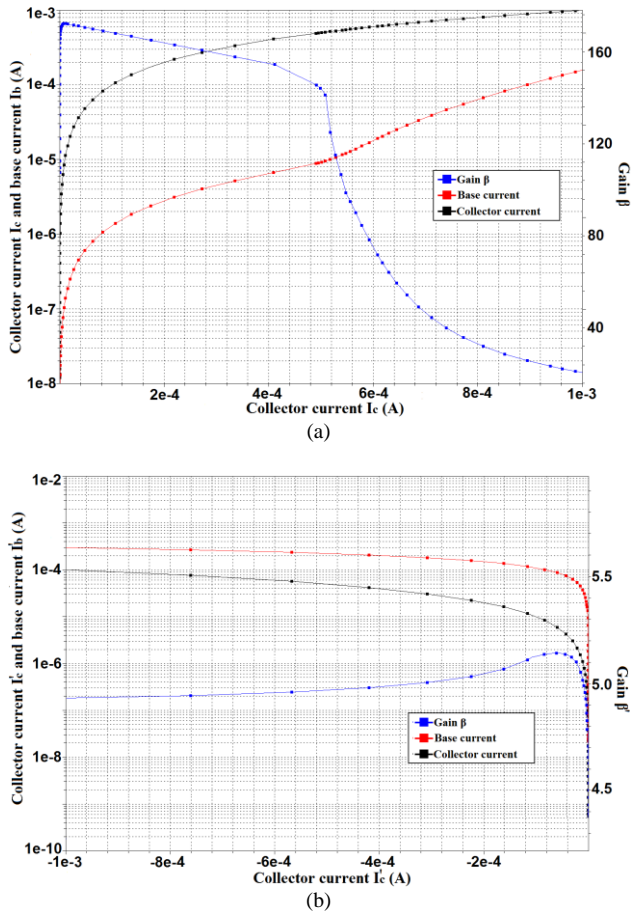 1e-3
1e-4
1e-5
1e-6
1e-7
1e-8
Collector current Ic and base current Ib (A)
160
120
80
40
Gain β
Gain β
Base current
Collector current
2e-4 4e-4 6e-4 8e-4 1e-3
Collector current Ic (A)
(a)
1e-2
1e-4
1e-6
1e-8
1e-10
Collector current I'c and base current I'b (A)
5.5
5.0
4.5
Gain β'
Gain β
Base current
Collector current
-1e-3 -8e-4 -6e-4 -4e-4 -2e-4
Collector current I'c (A)
(b)